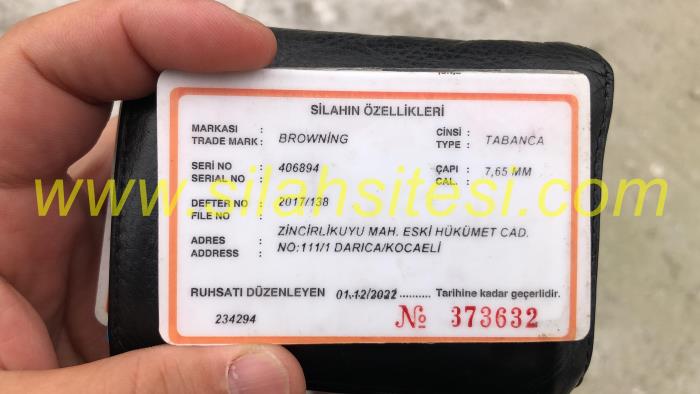 SİLAHIN ÖZELLİKLERİ
MARKASI : BROWNİNG CİNSİ : TABANCA
TRADE MARK : TYPE :
SERİ NO : 406894 ÇAPI : 7,65 MM
SERIAL NO : CAL. :
www.silahsitesi.com
DEFTER NO : 2017/138
FILE NO :
ADRES : ZİNCİRLİKUYU MAH. ESKİ HÜKÜMET CAD.
ADDRESS : NO:111/1 DARICA/KOCAELİ
RUHSATI DÜZENLEYEN 01.12/2022 .......... Tarihine kadar geçerlidir.
234294 № 373632